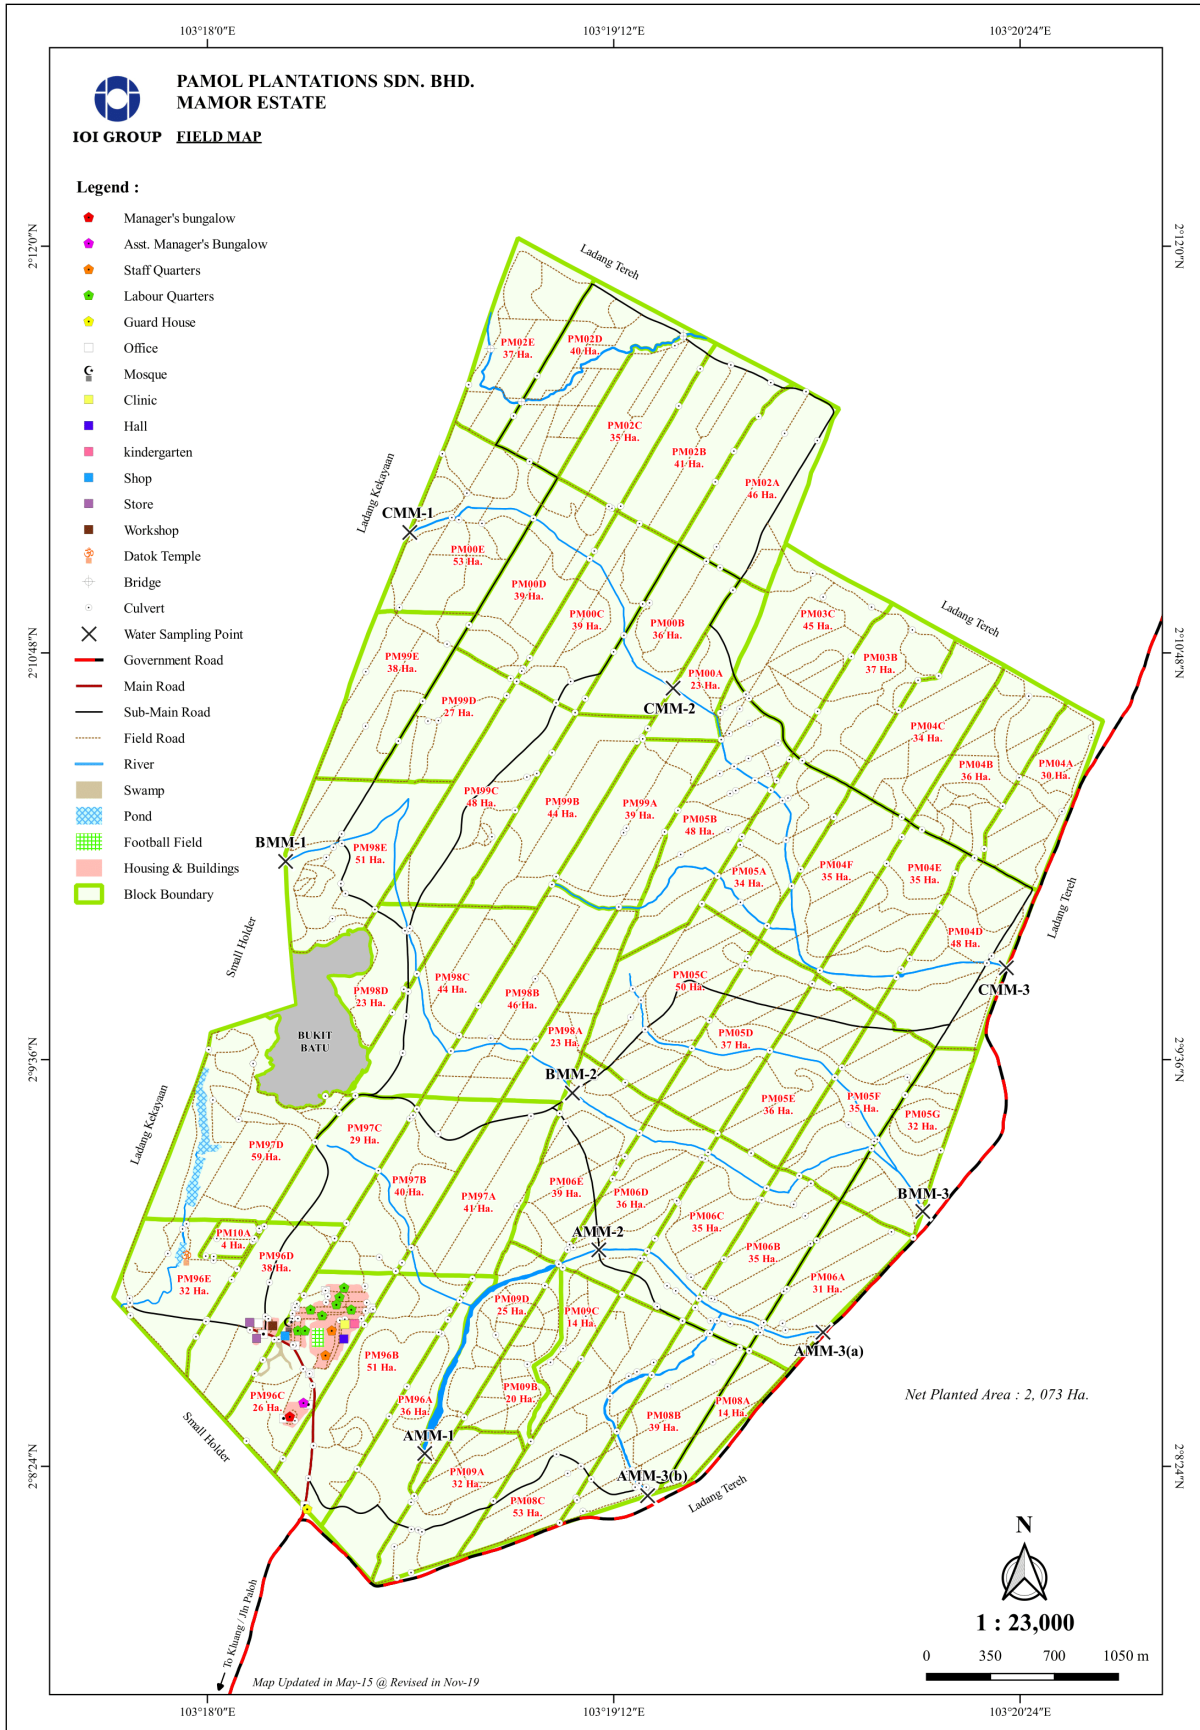 103°18'0"E
103°19'12"E
103°20'24"E
PAMOL PLANTATIONS SDN. BHD.
MAMOR ESTATE
IOI GROUP
FIELD MAP
Legend :
Manager's bungalow
Asst. Manager's Bungalow
Staff Quarters
Labour Quarters
Guard House
Office
Mosque
Clinic
Hall
kindergarten
Shop
Store
Workshop
Datok Temple
Bridge
Culvert
Water Sampling Point
Government Road
Main Road
Sub-Main Road
Field Road
River
Swamp
Pond
Football Field
Housing & Buildings
Block Boundary
2°12'0"N
2°12'0"N
2°10'48"N
2°10'48"N
2°9'36"N
2°9'36"N
2°8'24"N
2°8'24"N
Ladang Tereh
PM02E
37 Ha.
PM02D
40 Ha.
PM02C
35 Ha.
PM02B
41 Ha.
PM02A
46 Ha.
Ladang Kekayaan
CMM-1
PM00E
53 Ha.
PM00D
39 Ha.
PM00C
39 Ha.
PM00B
36 Ha.
PM00A
23 Ha.
CMM-2
PM03C
45 Ha.
Ladang Tereh
PM03B
37 Ha.
PM99E
38 Ha.
PM99D
27 Ha.
PM04C
34 Ha.
PM04B
36 Ha.
PM04A
30 Ha.
PM99C
48 Ha.
PM99B
44 Ha.
PM99A
39 Ha.
PM05B
48 Ha.
BMM-1
PM98E
51 Ha.
PM05A
34 Ha.
PM04F
35 Ha.
PM04E
35 Ha.
PM04D
48 Ha.
Ladang Tereh
Small Holder
CMM-3
PM98D
23 Ha.
PM98C
44 Ha.
PM98B
46 Ha.
PM98A
23 Ha.
PM05C
50 Ha.
PM05D
37 Ha.
BUKIT
BATU
BMM-2
PM05E
36 Ha.
PM05F
35 Ha.
PM05G
32 Ha.
Ladang Kekayaan
PM97D
59 Ha.
PM97C
29 Ha.
PM97B
40 Ha.
PM97A
41 Ha.
PM06E
39 Ha.
PM06D
36 Ha.
BMM-3
PM06C
35 Ha.
PM06B
35 Ha.
PM06A
31 Ha.
AMM-2
PM10A
4 Ha.
PM96D
38 Ha.
PM96E
32 Ha.
PM09D
25 Ha.
PM09C
14 Ha.
AMM-3(a)
PM96B
51 Ha.
PM96C
26 Ha.
PM96A
36 Ha.
PM09B
20 Ha.
PM08B
39 Ha.
PM08A
14 Ha.
Net Planted Area : 2, 073 Ha.
Small Holder
AMM-1
PM09A
32 Ha.
PM08C
53 Ha.
AMM-3(b)
Ladang Tereh
N
1 : 23,000
0 350 700 1050 m
To Kluang / Jln Paloh
Map Updated in May-15 @ Revised in Nov-19
103°18'0"E
103°19'12"E
103°20'24"E